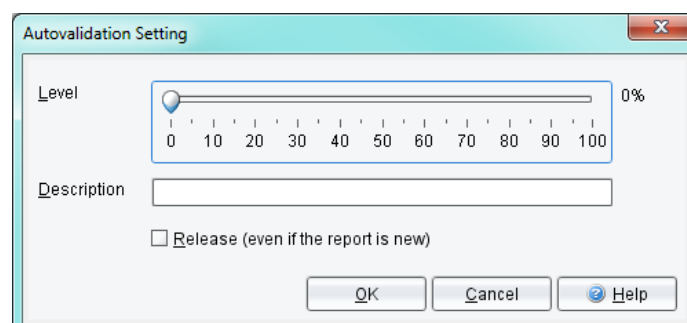 Autovalidation Setting
Level
0%
0 10 20 30 40 50 60 70 80 90 100
Description
Release (even if the report is new)
OK Cancel Help